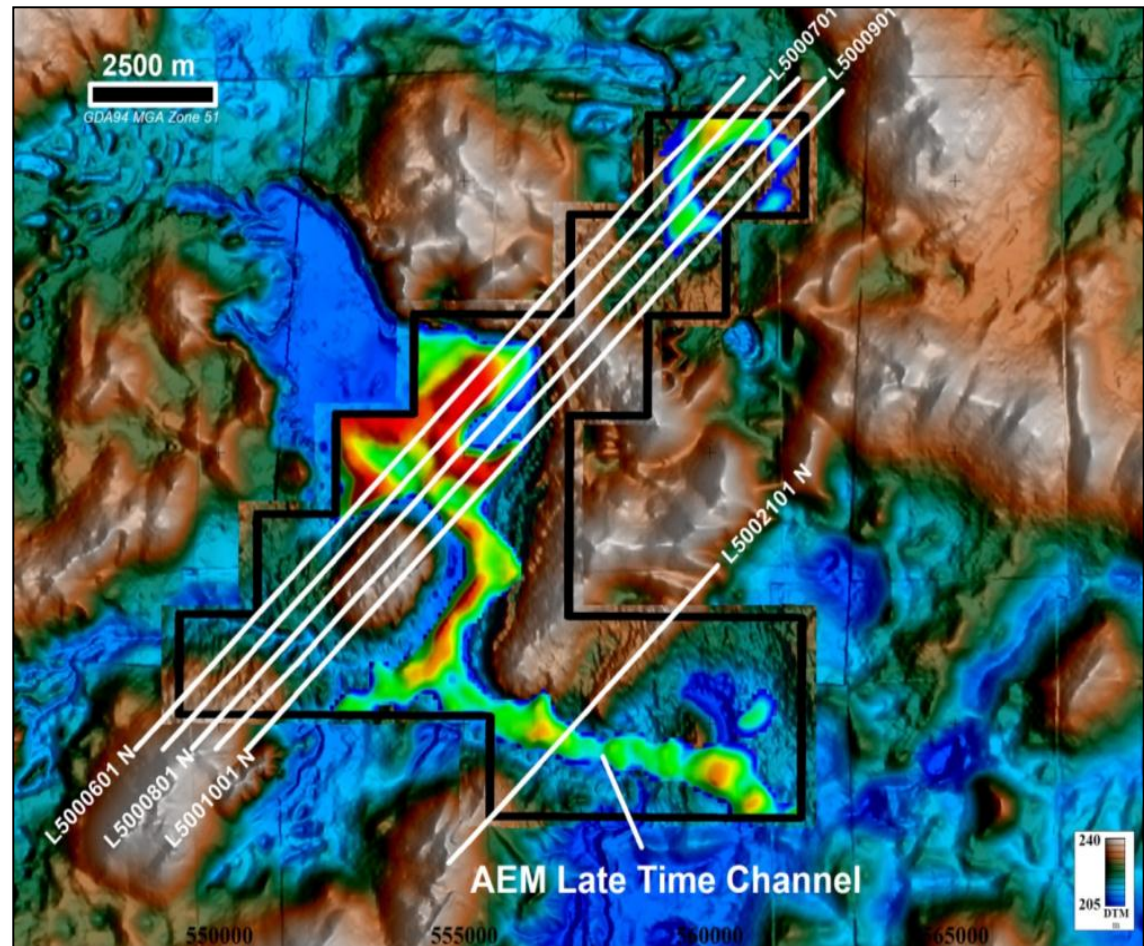 2500 m
GDA94 MGA Zone 51
L5000701
L5000901
L5002101 N
L5000601 N
L5000801 N
L5001001 N
AEM Late Time Channel
240
205
DTM
m
550000
555000
560000
565000